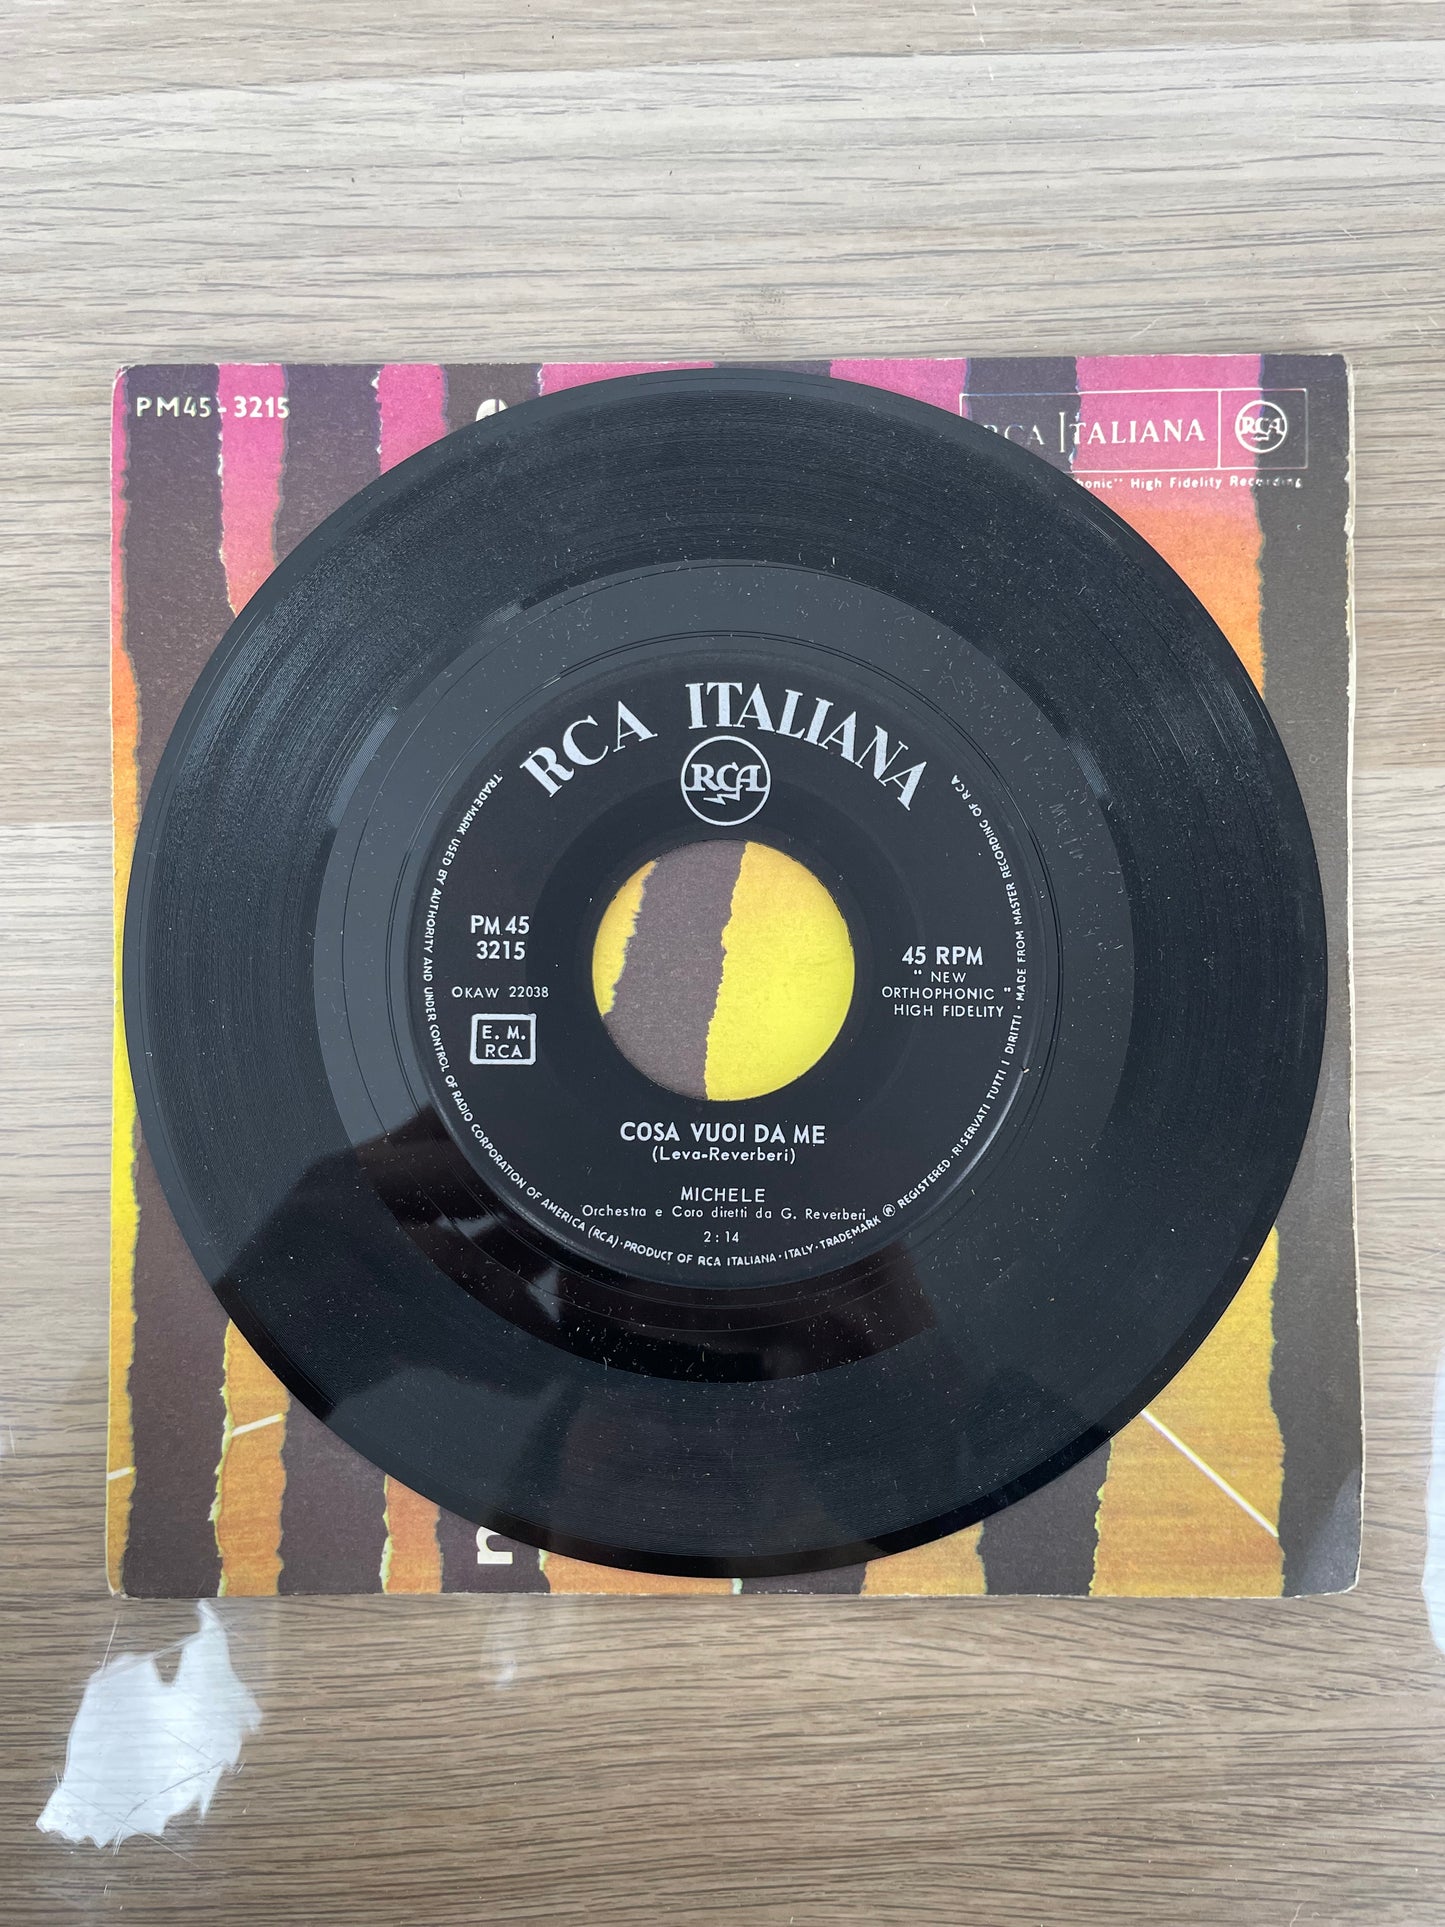 PM45-3215
RCA ITALIANA
RCA
High Fidelity Recording
RCA ITALIANA
RCA
PM 45
3215
OKAW 22038
E. M.
RCA
45 RPM
"NEW
ORTHOPHONIC"
HIGH FIDELITY
COSA VUOI DA ME
(Leva-Reverberi)
MICHELE
Orchestra e Coro diretti da G. Reverberi
2:14
TRADEMARK USED BY AUTHORITY AND UNDER CONTROL OF RADIO CORPORATION OF AMERICA (RCA) · PRODUCT OF RCA ITALIANA · ITALY · TRADEMARK ® REGISTERED · RISERVATI TUTTI I DIRITTI · MADE FROM MASTER RECORDING OF RCA